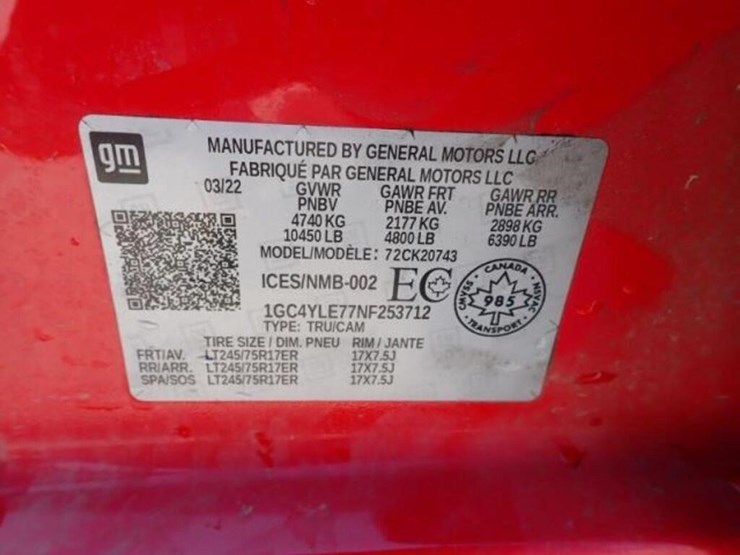 gm
MANUFACTURED BY GENERAL MOTORS LLC
FABRIQUÉ PAR GENERAL MOTORS LLC
03/22 GVWR GAWR FRT GAWR RR
PNBV PNBE AV. PNBE ARR.
4740 KG 2177 KG 2898 KG
10450 LB 4800 LB 6390 LB
MODEL/MODÈLE: 72CK20743
ICES/NMB-002 EC
CANADA
CMVSS 985 NSVAC
TRANSPORT
1GC4YLE77NF253712
TYPE: TRU/CAM
TIRE SIZE / DIM. PNEU RIM / JANTE
FRT/AV. LT245/75R17ER 17X7.5J
RR/ARR. LT245/75R17ER 17X7.5J
SPA/SOS LT245/75R17ER 17X7.5J